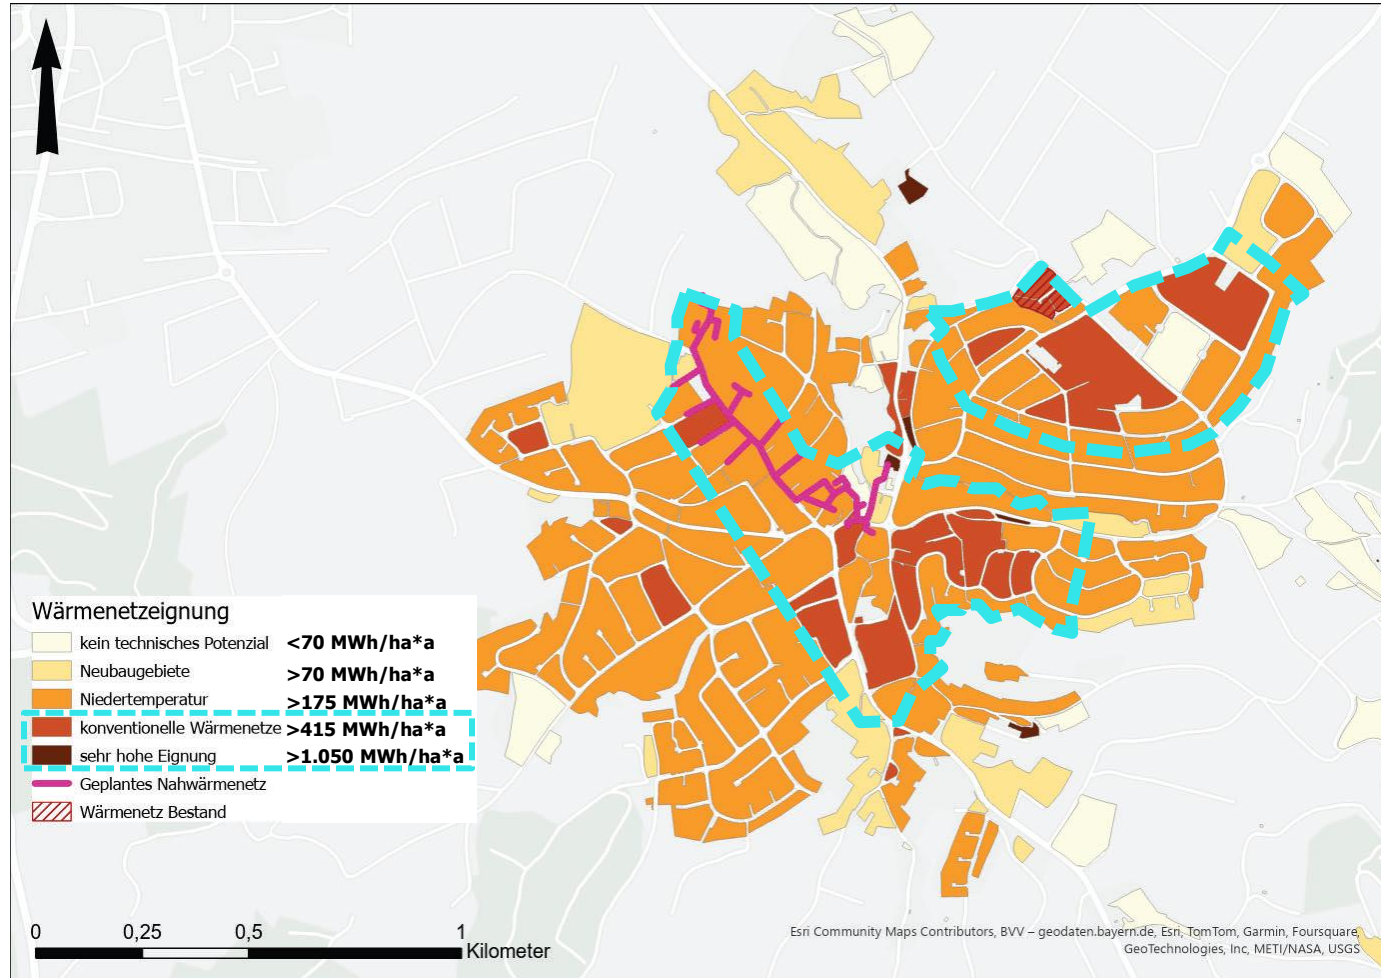 Wärmenetzeignung
kein technisches Potenzial <70 MWh/ha*a
Neubaugebiete >70 MWh/ha*a
Niedertemperatur >175 MWh/ha*a
konventionelle Wärmenetze >415 MWh/ha*a
sehr hohe Eignung >1.050 MWh/ha*a
Geplantes Nahwärmenetz
Wärmenetz Bestand
0 0,25 0,5 1
Kilometer
Esri Community Maps Contributors, BVV – geodaten.bayern.de, Esri, TomTom, Garmin, Foursquare,
GeoTechnologies, Inc, METI/NASA, USGS